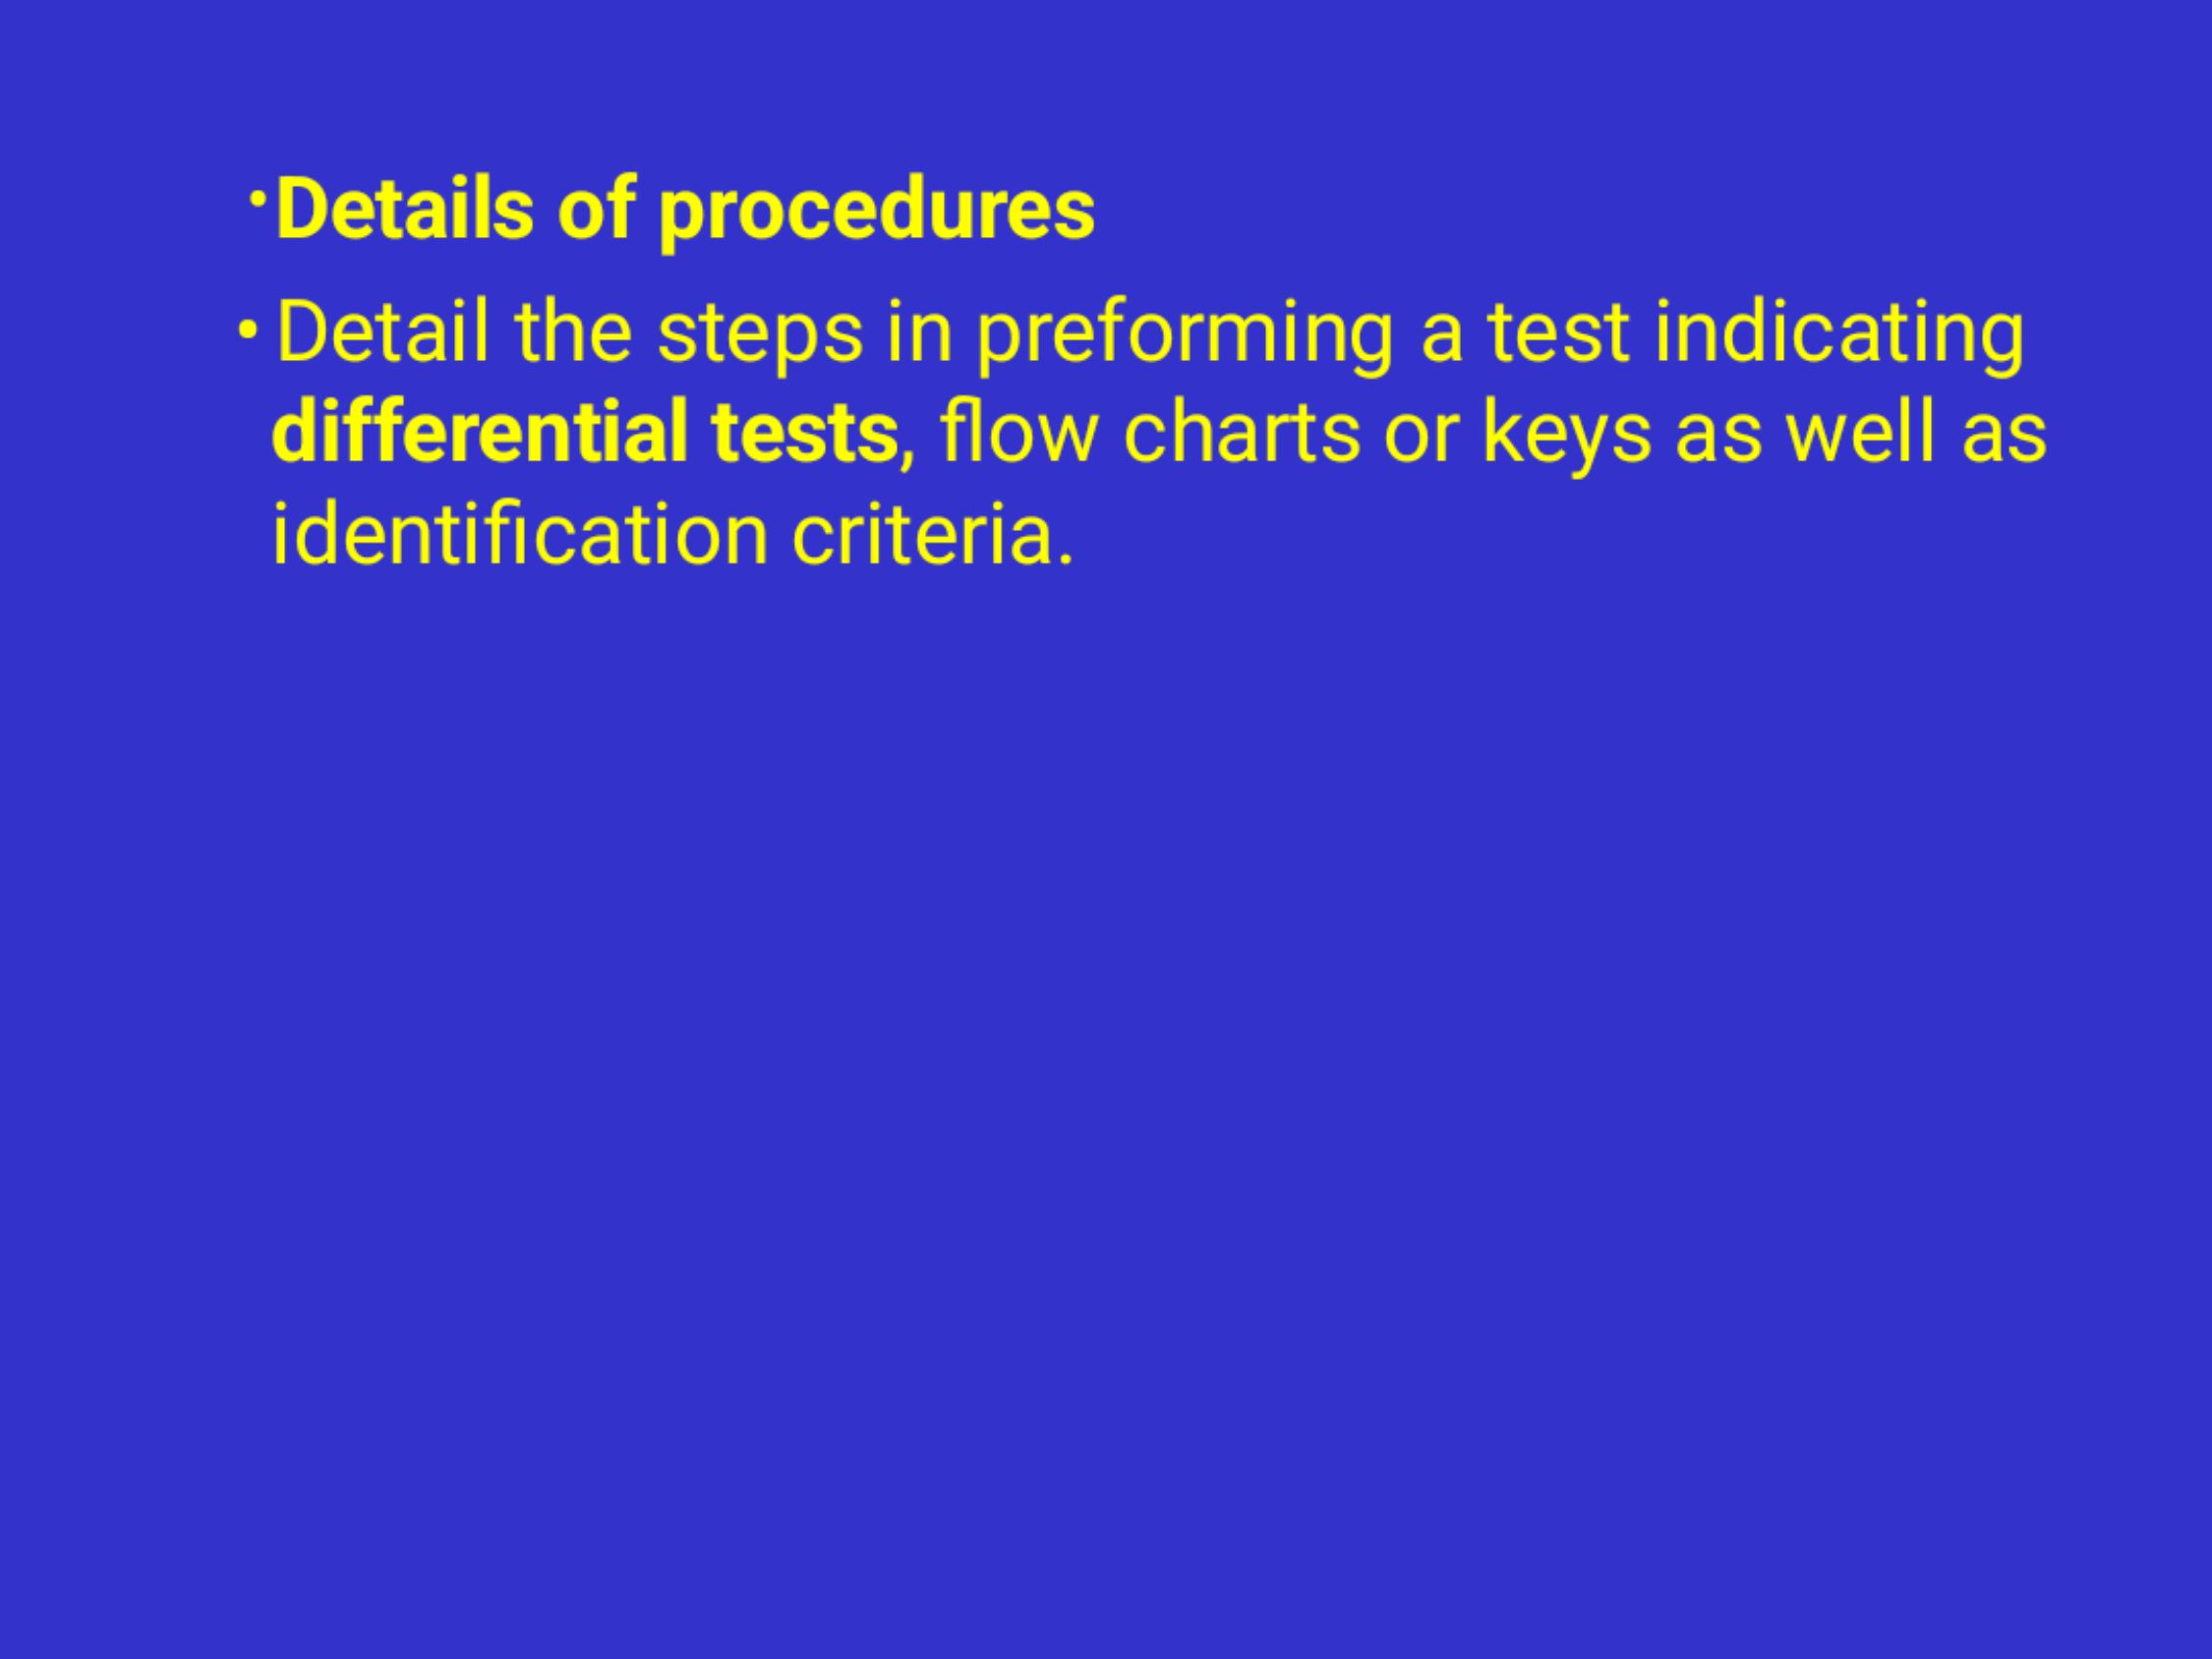 •Details of procedures
• Detail the steps in preforming a test indicating
differential tests, flow charts or keys as well as
identification criteria.